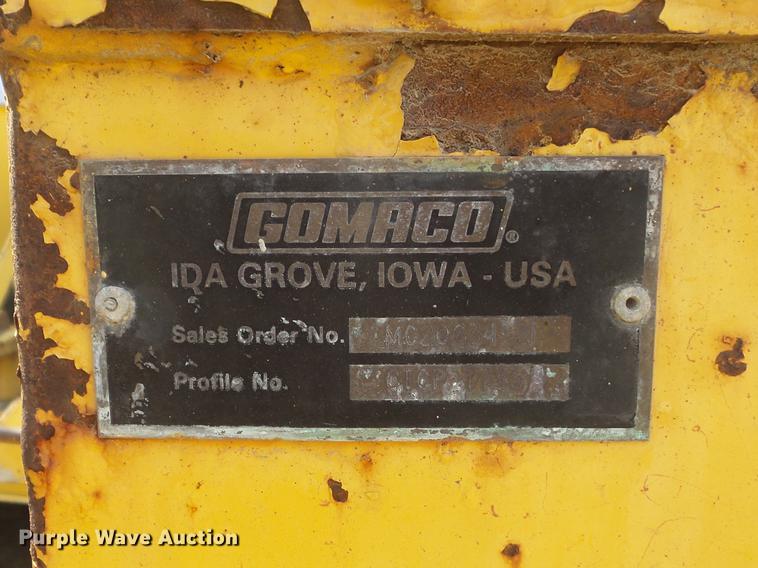 GOMACO®
IDA GROVE, IOWA - USA
Sales Order No.
Profile No.
Purple Wave Auction